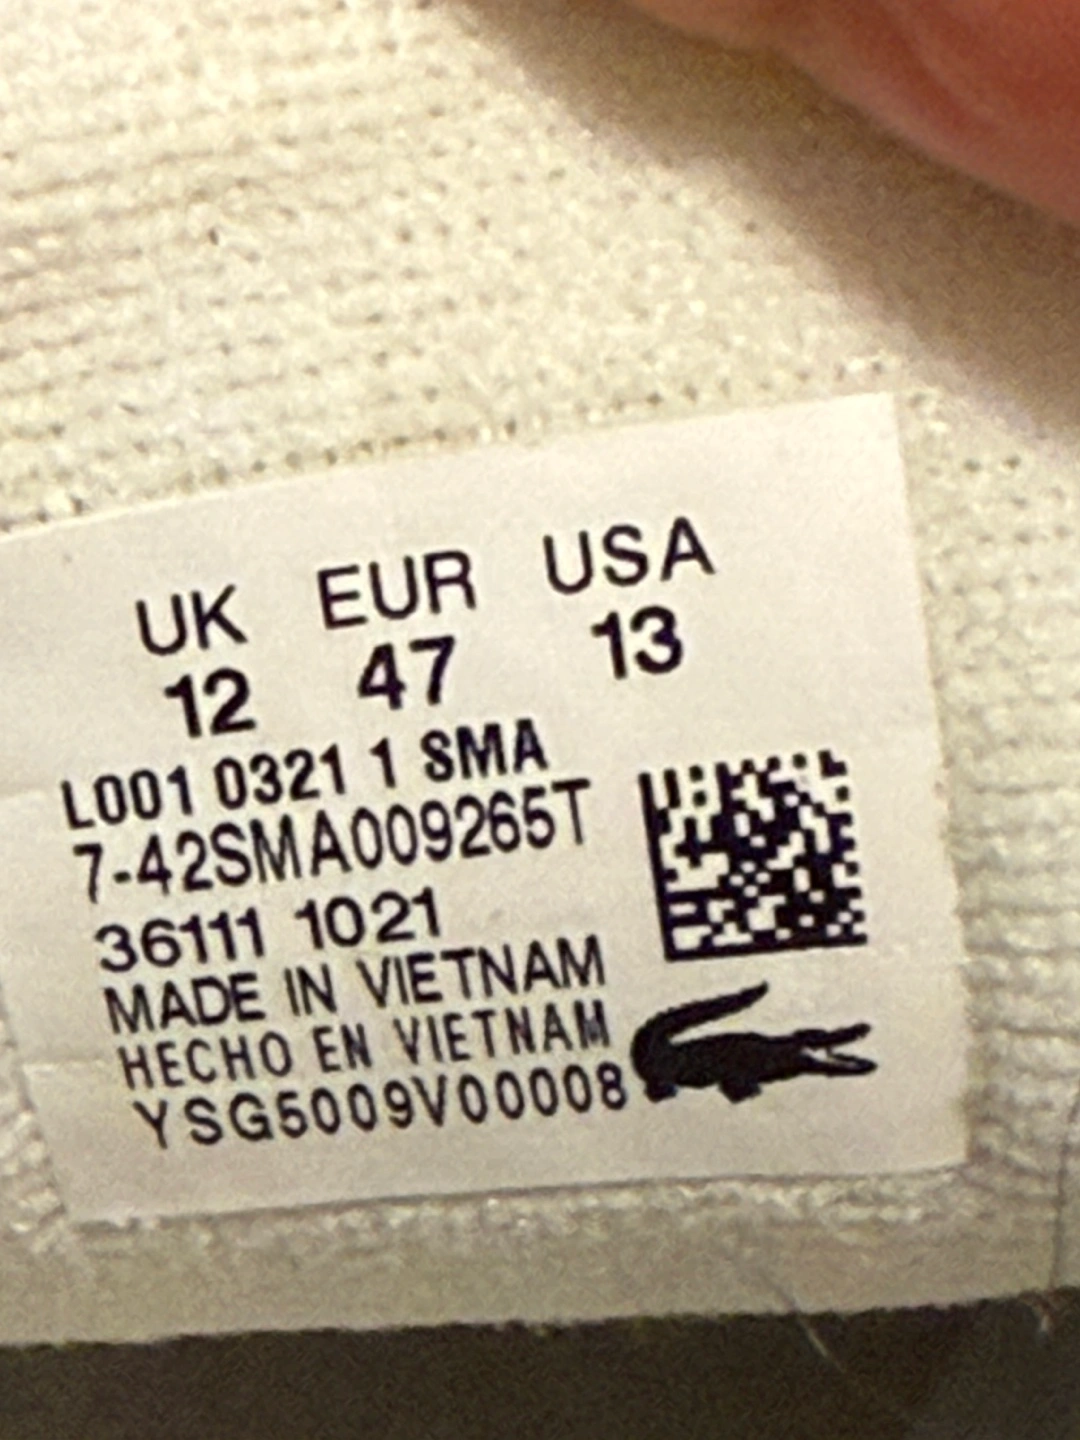 UK EUR USA
12 47 13
L001 0321 1 SMA
7-42SMA009265T
36111 1021
MADE IN VIETNAM
HECHO EN VIETNAM
YSG5009V00008